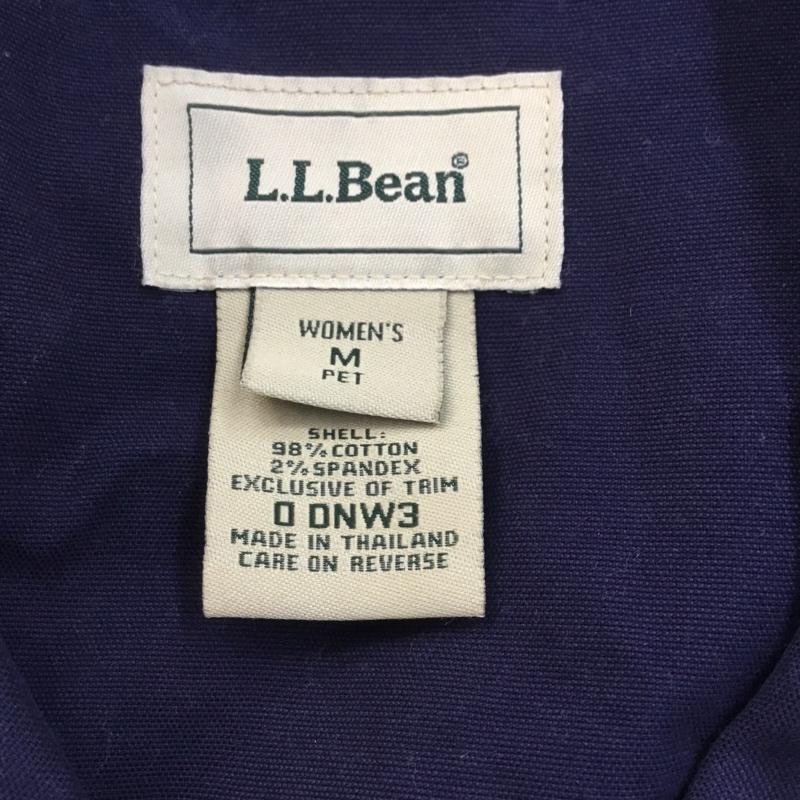 L.L.Bean®
WOMEN'S
M
PET
SHELL:
98% COTTON
2% SPANDEX
EXCLUSIVE OF TRIM
0 DNW3
MADE IN THAILAND
CARE ON REVERSE